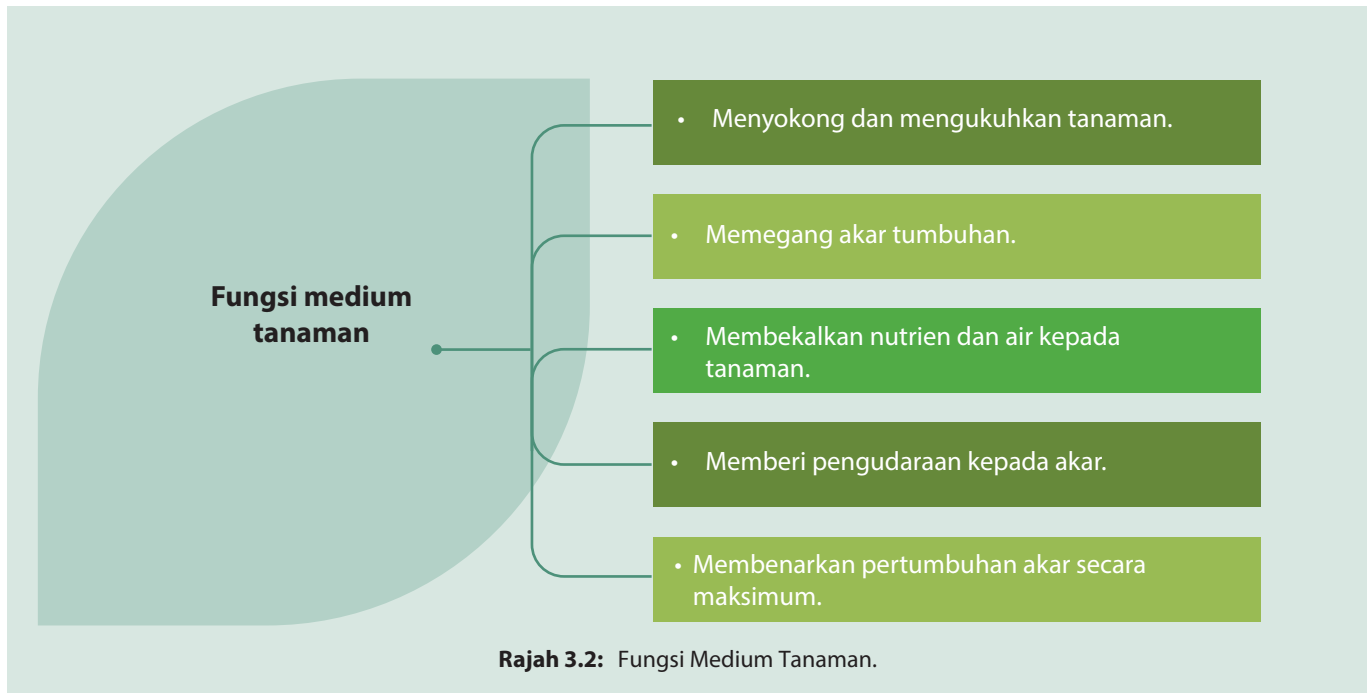 Fungsi medium
tanaman
• Menyokong dan mengukuhkan tanaman.
• Memegang akar tumbuhan.
• Membekalkan nutrien dan air kepada
tanaman.
• Memberi pengudaraan kepada akar.
• Membenarkan pertumbuhan akar secara
maksimum.
Rajah 3.2: Fungsi Medium Tanaman.